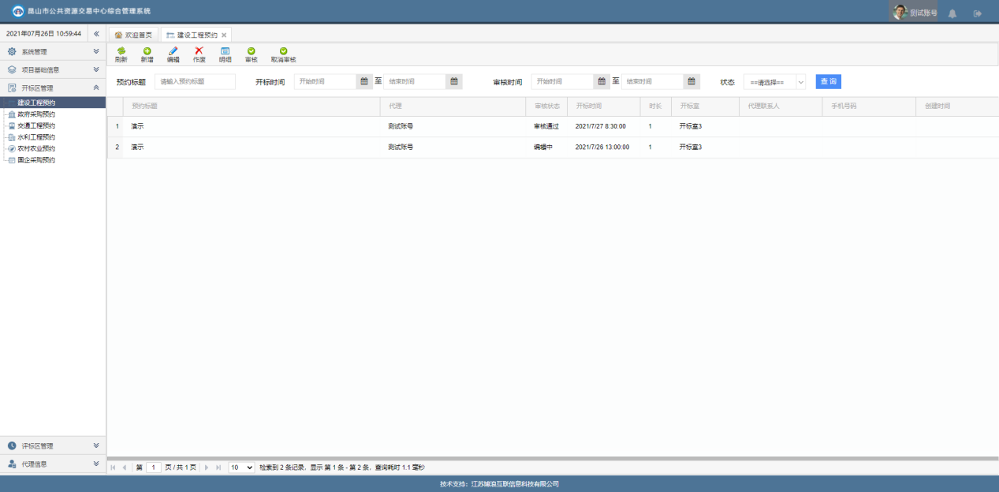 昆山市公共资源交易中心综合管理系统
测试账号
2021年07月26日 10:59:44
欢迎首页
建设工程预约
系统管理
项目基础信息
开标区管理
建设工程预约
政府采购预约
交通工程预约
水利工程预约
农村农业预约
国企采购预约
评标区管理
代理信息
刷新 新增 编辑 作废 明细 审核 取消审核
预约标题 请输入预约标题 开标时间 开始时间 至 结束时间 审核时间 开始时间 至 结束时间 状态 ==请选择== 查 询
预约标题 代理 审核状态 开标时间 时长 开标室 代理联系人 手机号码 创建时间
1 演示 测试账号 审核通过 2021/7/27 8:30:00 1 开标室3
2 演示 测试账号 编辑中 2021/7/26 13:00:00 1 开标室3
第 1 页/共 1 页 10 检索到 2 条记录，显示 第 1 条 - 第 2 条，查询耗时 1.1 毫秒
技术支持：江苏锦浪互联信息科技有限公司